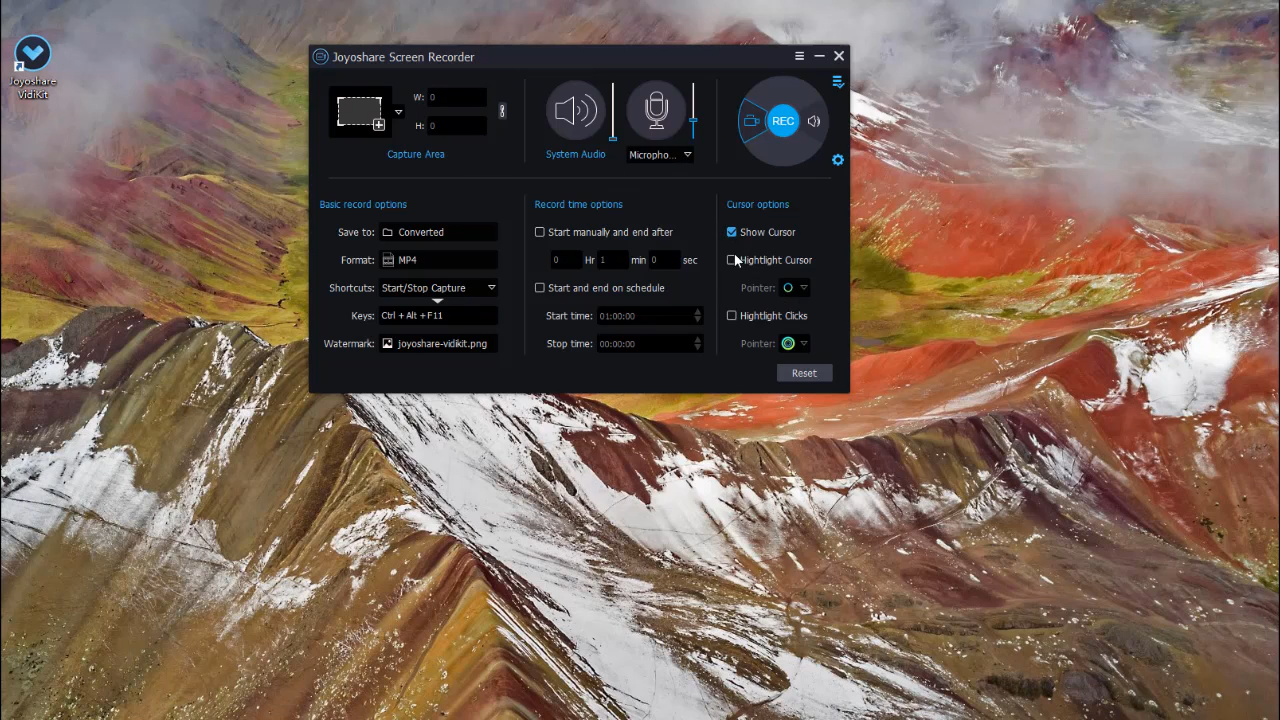 Joyoshare
VidiKit
Joyoshare Screen Recorder
W: 0
H: 0
Capture Area
System Audio
Micropho...
REC
Basic record options
Save to: Converted
Format: MP4
Shortcuts: Start/Stop Capture
Keys: Ctrl + Alt + F11
Watermark: joyoshare-vidikit.png
Record time options
Start manually and end after
0 Hr 1 min 0 sec
Start and end on schedule
Start time: 01:00:00
Stop time: 00:00:00
Cursor options
Show Cursor
Hightlight Cursor
Pointer:
Hightlight Clicks
Pointer:
Reset